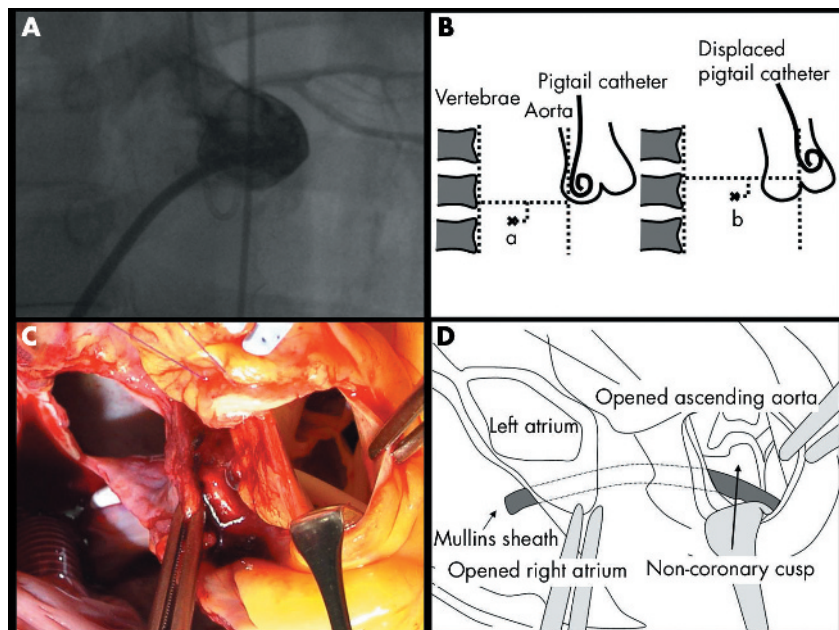 A
B
Displaced
pigtail catheter
Pigtail catheter
Vertebrae
Aorta
a
b
C
D
Opened ascending aorta
Left atrium
Mullins sheath
Opened right atrium
Non-coronary cusp